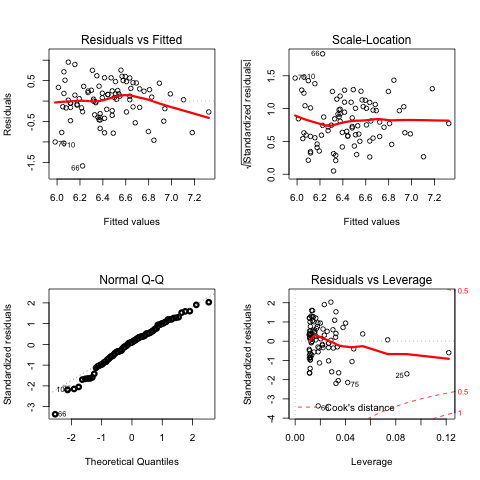 Residuals vs Fitted
Residuals
0.5
-0.5
-1.5
6.0 6.2 6.4 6.6 6.8 7.0 7.2
Fitted values
66
Scale-Location
√|Standardized residuals|
1.5
1.0
0.5
0.0
66
6.0 6.2 6.4 6.6 6.8 7.0 7.2
Fitted values
Normal Q-Q
Standardized residuals
2
1
0
-1
-2
-3
66
-2 -1 0 1 2
Theoretical Quantiles
Residuals vs Leverage
Standardized residuals
2
1
0
-1
-2
-3
-4
0.5
0.5
1
25
75
Cook's distance
0.00 0.04 0.08 0.12
Leverage